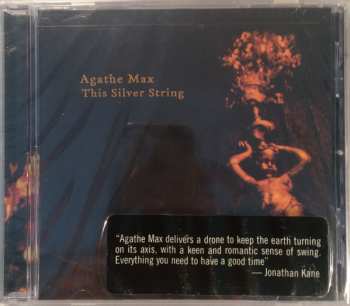 Agathe Max
This Silver String
"Agathe Max delivers a drone to keep the earth turning
on its axis, with a keen and romantic sense of swing.
Everything you need to have a good time"
— Jonathan Kane